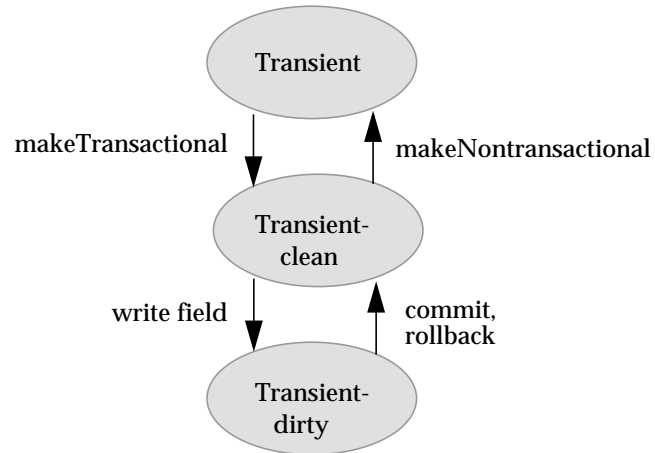 Transient
makeTransactional
makeNontransactional
Transient-
clean
write field
commit,
rollback
Transient-
dirty